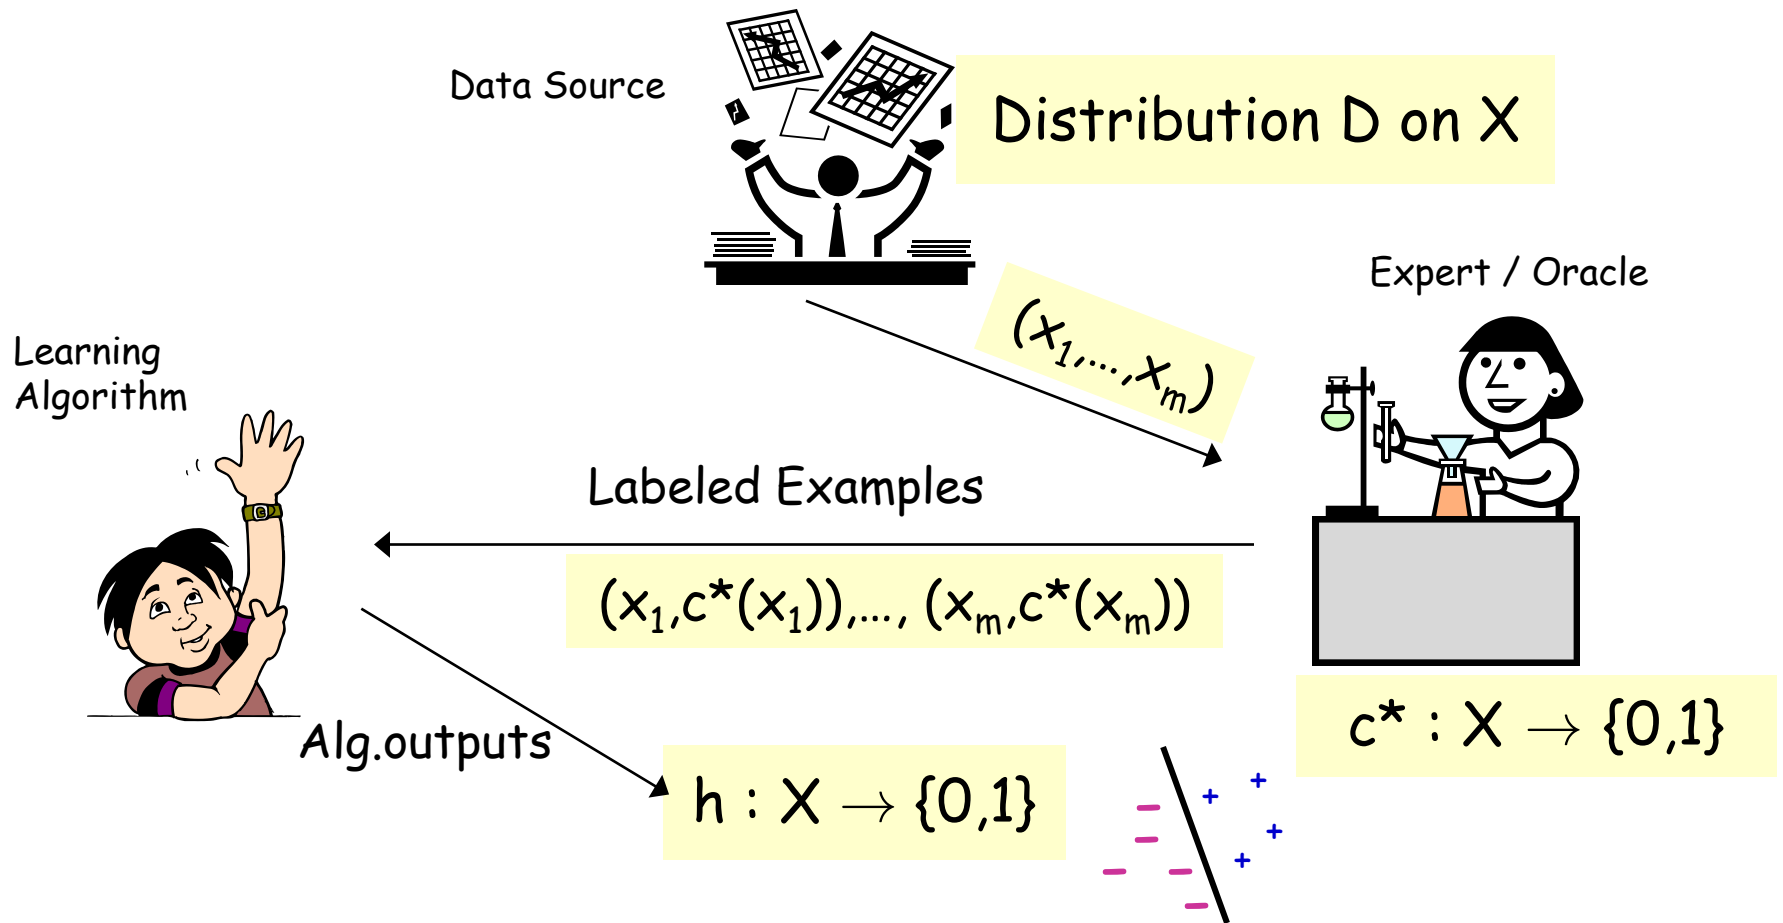 Data Source
Distribution D on X
Expert / Oracle
(x₁,...,xₘ)
Learning
Algorithm
Labeled Examples
(x₁,c*(x₁)),..., (xₘ,c*(xₘ))
c* : X → {0,1}
Alg.outputs
h : X → {0,1}